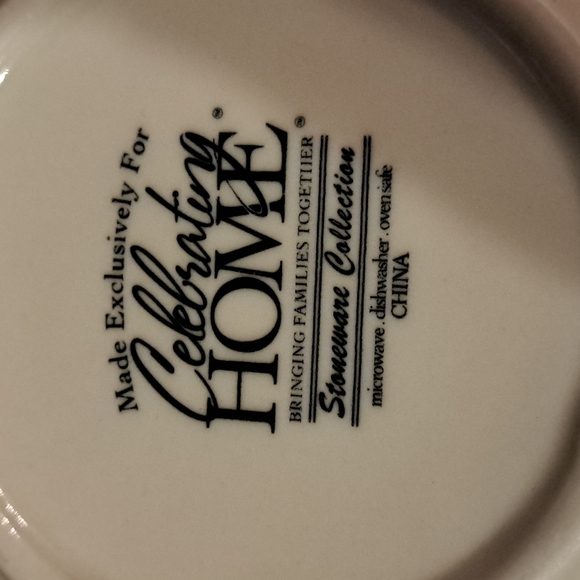 Made Exclusively For
Celebrating
HOME
BRINGING FAMILIES TOGETHER
Stoneware Collection
microwave . dishwasher . oven safe
CHINA